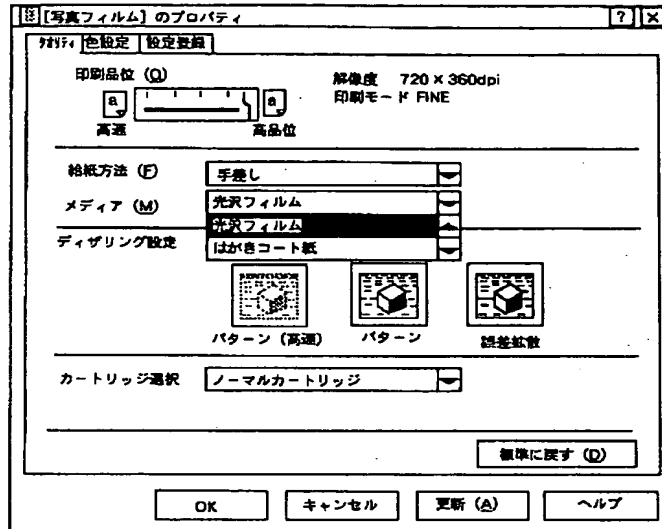 [写真フィルム] のプロパティ ? ×
クオリティ 色設定 設定登録
印刷品位 (Q)
解像度 720×360dpi
印刷モード FINE
a a
高速 高品位
給紙方法 (F) 手差し
メディア (M) 光沢フィルム
光沢フィルム
はがきコート紙
ディザリング設定
パターン (高速) パターン 誤差拡散
カートリッジ選択 ノーマルカートリッジ
標準に戻す (D)
OK キャンセル 更新 (A) ヘルプ